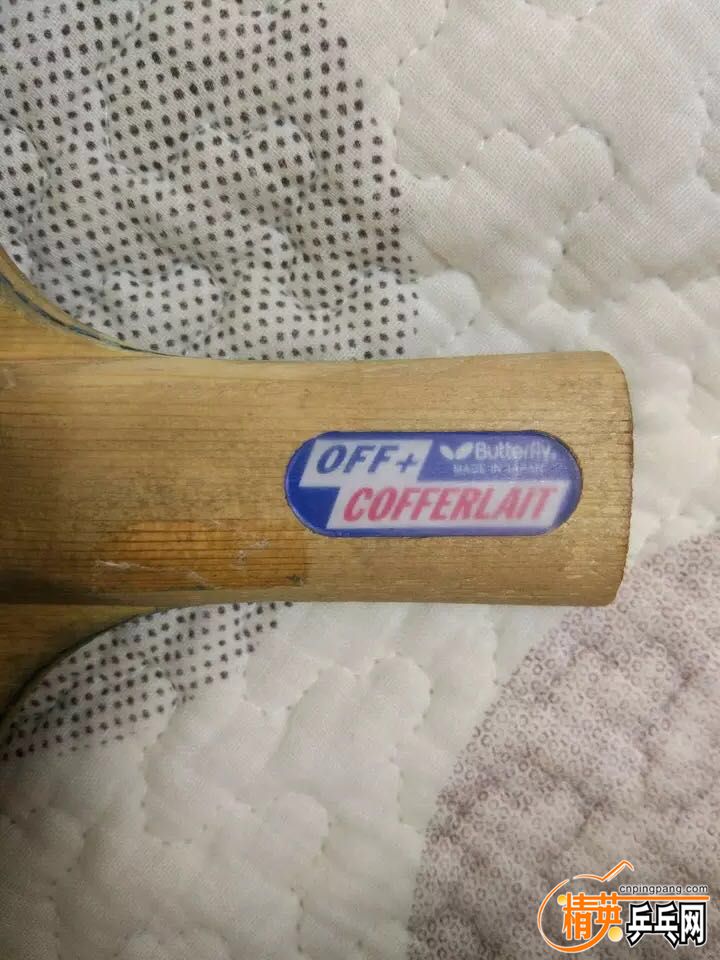 OFF+
Butterfly
MADE IN JAPAN
COFFERLAIT
cnpingpang.com
精英乒乓网